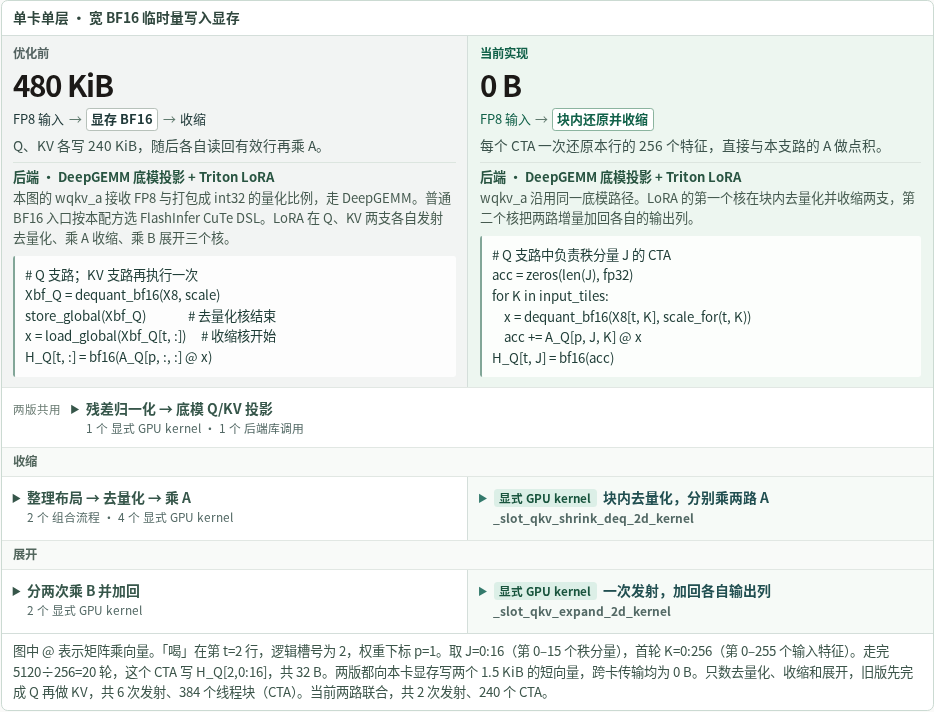 单卡单层 · 宽 BF16 临时量写入显存
优化前
480 KiB
FP8 输入 → 显存 BF16 → 收缩
Q、KV 各写 240 KiB，随后各自读回有效行再乘 A。
后端 · DeepGEMM 底模投影 + Triton LoRA
本图的 wqkv_a 接收 FP8 与打包成 int32 的量化比例，走 DeepGEMM。普通
BF16 入口按本配方选 FlashInfer CuTe DSL。LoRA 在 Q、KV 两支各自发射
去量化、乘 A 收缩、乘 B 展开三个核。
# Q 支路；KV 支路再执行一次
Xbf_Q = dequant_bf16(X8, scale)
store_global(Xbf_Q) # 去量化核结束
x = load_global(Xbf_Q[t, :]) # 收缩核开始
H_Q[t, :] = bf16(A_Q[p, :, :] @ x)
当前实现
0 B
FP8 输入 → 块内还原并收缩
每个 CTA 一次还原本行的 256 个特征，直接与本支路的 A 做点积。
后端 · DeepGEMM 底模投影 + Triton LoRA
wqkv_a 沿用同一底模路径。LoRA 的第一个核在块内去量化并收缩两支，第
二个核把两路增量加回各自的输出列。
# Q 支路中负责秩分量 J 的 CTA
acc = zeros(len(J), fp32)
for K in input_tiles:
x = dequant_bf16(X8[t, K], scale_for(t, K))
acc += A_Q[p, J, K] @ x
H_Q[t, J] = bf16(acc)
两版共用 ▶ 残差归一化 → 底模 Q/KV 投影
1 个 显式 GPU kernel · 1 个 后端库调用
收缩
▶ 整理布局 → 去量化 → 乘 A
2 个 组合流程 · 4 个 显式 GPU kernel
▶ 显式 GPU kernel 块内去量化，分别乘两路 A
_slot_qkv_shrink_deq_2d_kernel
展开
▶ 分两次乘 B 并加回
2 个 显式 GPU kernel
▶ 显式 GPU kernel 一次发射，加回各自输出列
_slot_qkv_expand_2d_kernel
图中 @ 表示矩阵乘向量。「喝」在第 t=2 行，逻辑槽号为 2，权重下标 p=1。取 J=0:16（第 0–15 个秩分量），首轮 K=0:256（第 0–255 个输入特征）。走完
5120÷256=20 轮，这个 CTA 写 H_Q[2,0:16]，共 32 B。两版都向本卡显存写两个 1.5 KiB 的短向量，跨卡传输均为 0 B。只数去量化、收缩和展开，旧版先完
成 Q 再做 KV，共 6 次发射、384 个线程块（CTA）。当前两路联合，共 2 次发射、240 个 CTA。